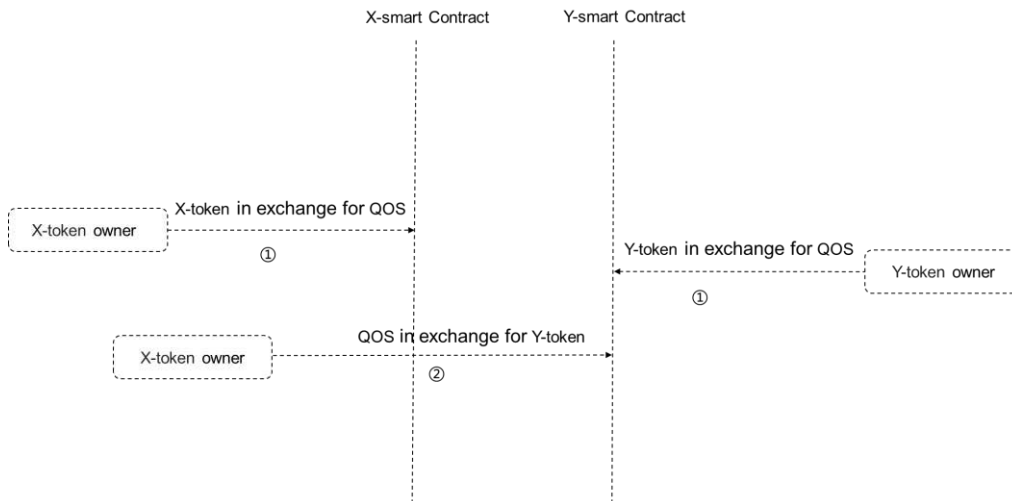 X-smart Contract
Y-smart Contract
X-token in exchange for QOS
X-token owner
①
Y-token in exchange for QOS
Y-token owner
①
QOS in exchange for Y-token
X-token owner
②